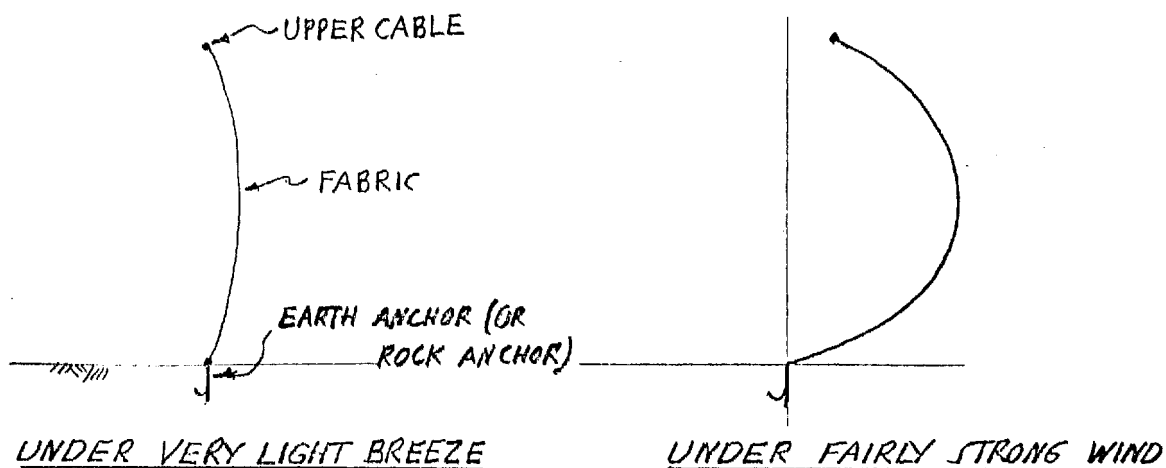 UPPER CABLE
FABRIC
EARTH ANCHOR (OR
ROCK ANCHOR)
UNDER VERY LIGHT BREEZE
UNDER FAIRLY STRONG WIND